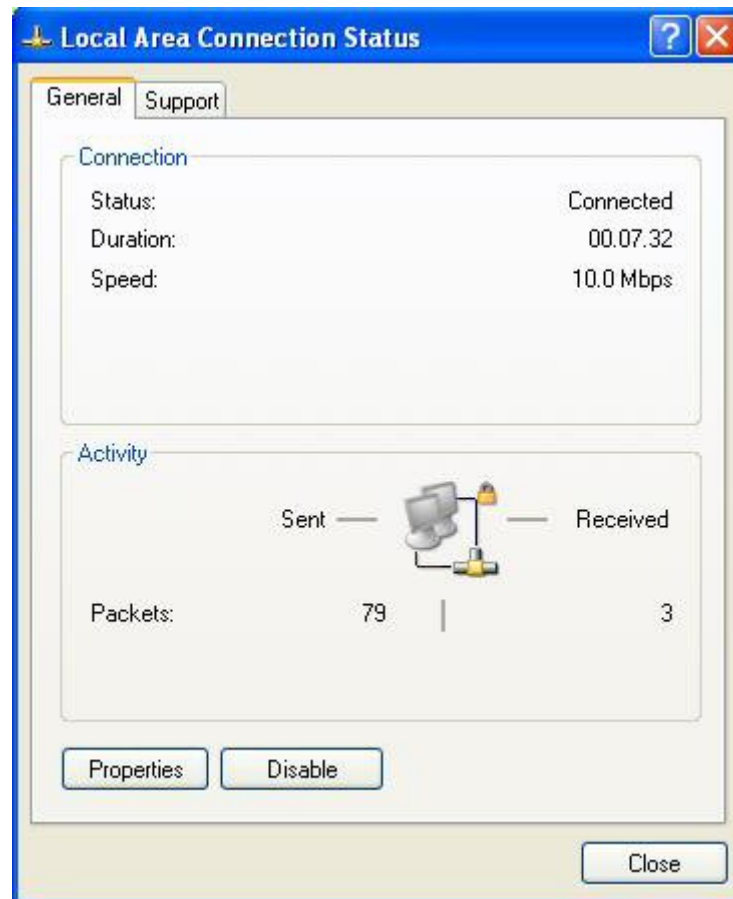 Local Area Connection Status
General Support
Connection
Status: Connected
Duration: 00.07.32
Speed: 10.0 Mbps
Activity
Sent Received
Packets: 79 3
Properties Disable
Close